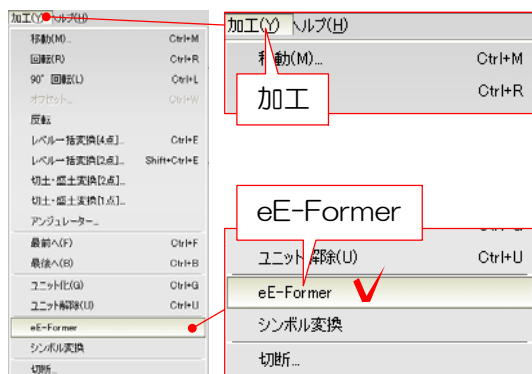 加工(Y) ヘルプ(H)
移動(M)... Ctrl+M
回転(R) Ctrl+R
90° 回転(L) Ctrl+L
オフセット... Ctrl+W
反転
レベル一括変換[4点]... Ctrl+E
レベル一括変換[2点]... Shift+Ctrl+E
切土・盛土変換[2点]...
切土・盛土変換[1点]...
アンジュレーター...
最前へ(F) Ctrl+F
最後へ(B) Ctrl+B
ユニット化(G) Ctrl+G
ユニット解除(U) Ctrl+U
eE-Former
シンボル変換
切断...
加工(Y) ヘルプ(H)
移動(M)... Ctrl+M
Ctrl+R
加工
eE-Former
ユニット解除(U) Ctrl+U
eE-Former
シンボル変換
切断...